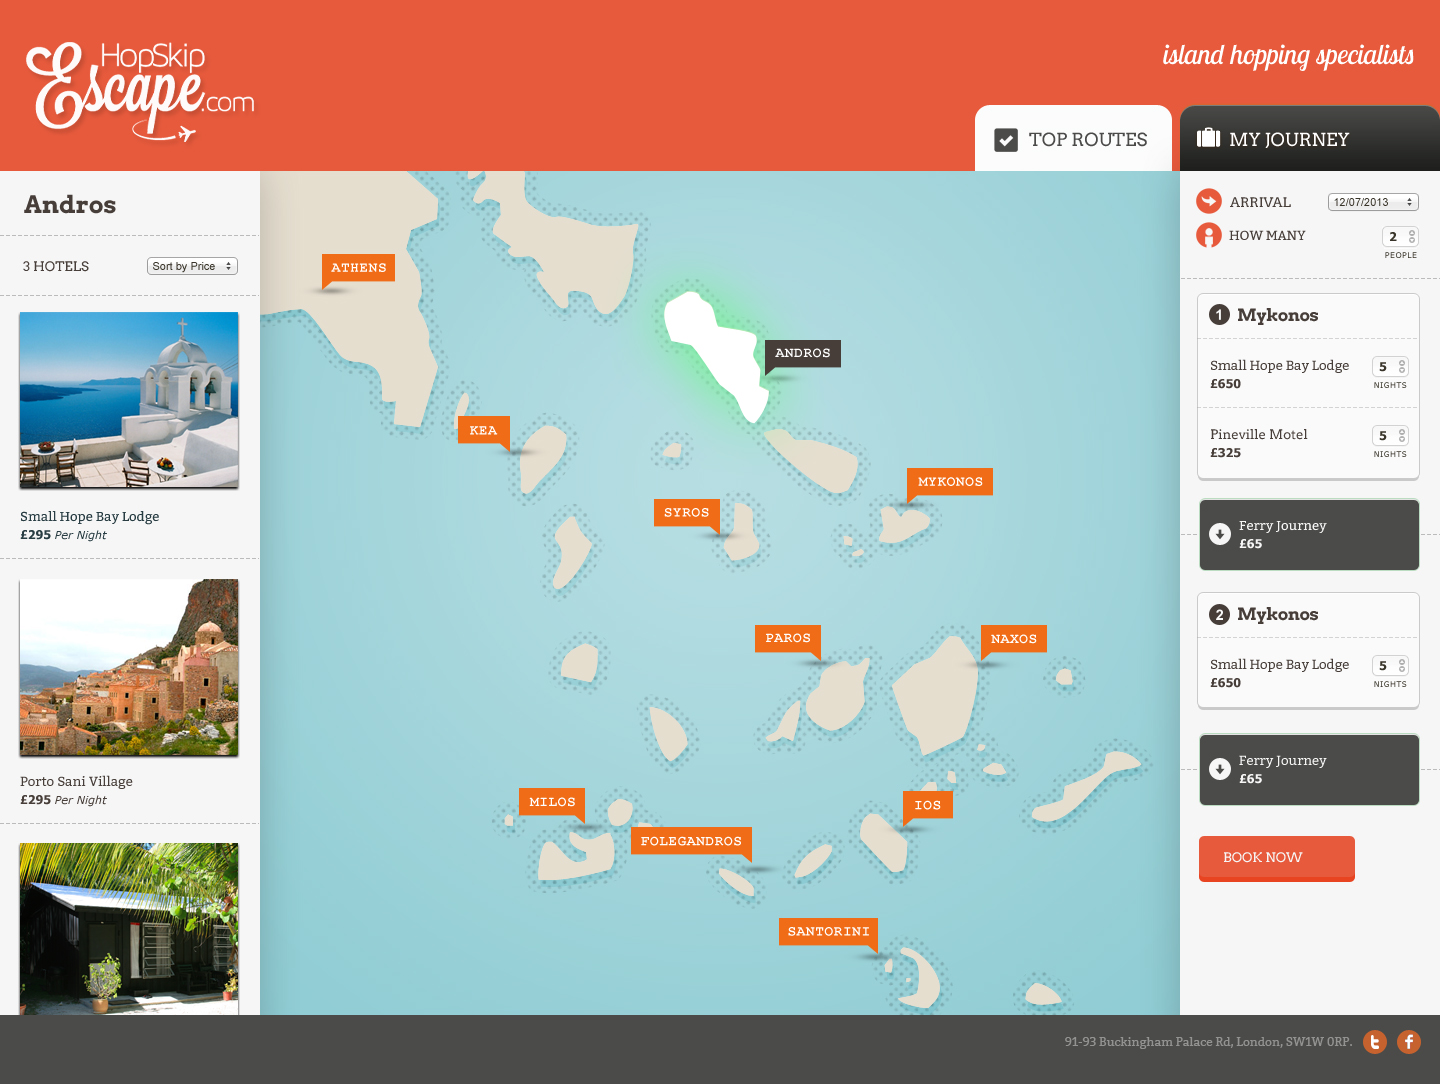 HopSkip
Escape.com
island hopping specialists
TOP ROUTES
MY JOURNEY
Andros
3 HOTELS
Sort by Price
Small Hope Bay Lodge
£295 Per Night
Porto Sani Village
£295 Per Night
ATHENS
ANDROS
KEA
MYKONOS
SYROS
PAROS
NAXOS
MILOS
IOS
FOLEGANDROS
SANTORINI
ARRIVAL
12/07/2013
HOW MANY
2
PEOPLE
1 Mykonos
Small Hope Bay Lodge
£650
5
NIGHTS
Pineville Motel
£325
5
NIGHTS
Ferry Journey
£65
2 Mykonos
Small Hope Bay Lodge
£650
5
NIGHTS
Ferry Journey
£65
BOOK NOW
91-93 Buckingham Palace Rd, London, SW1W 0RP.